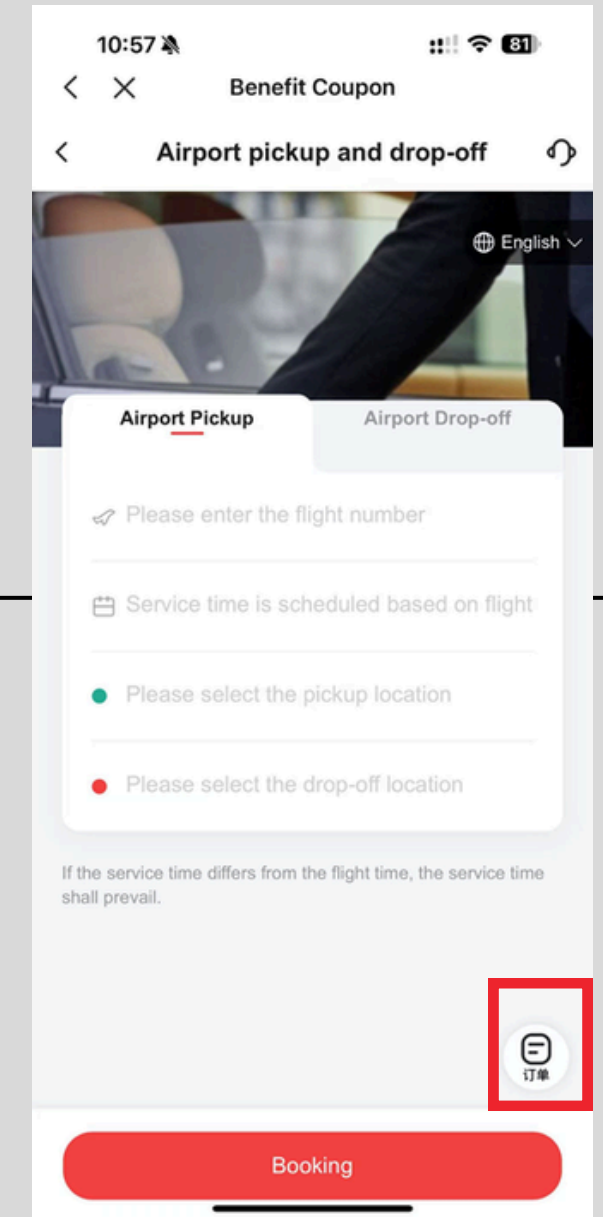 10:57
81
Benefit Coupon
Airport pickup and drop-off
English
Airport Pickup
Airport Drop-off
Please enter the flight number
Service time is scheduled based on flight
Please select the pickup location
Please select the drop-off location
If the service time differs from the flight time, the service time
shall prevail.
订单
Booking